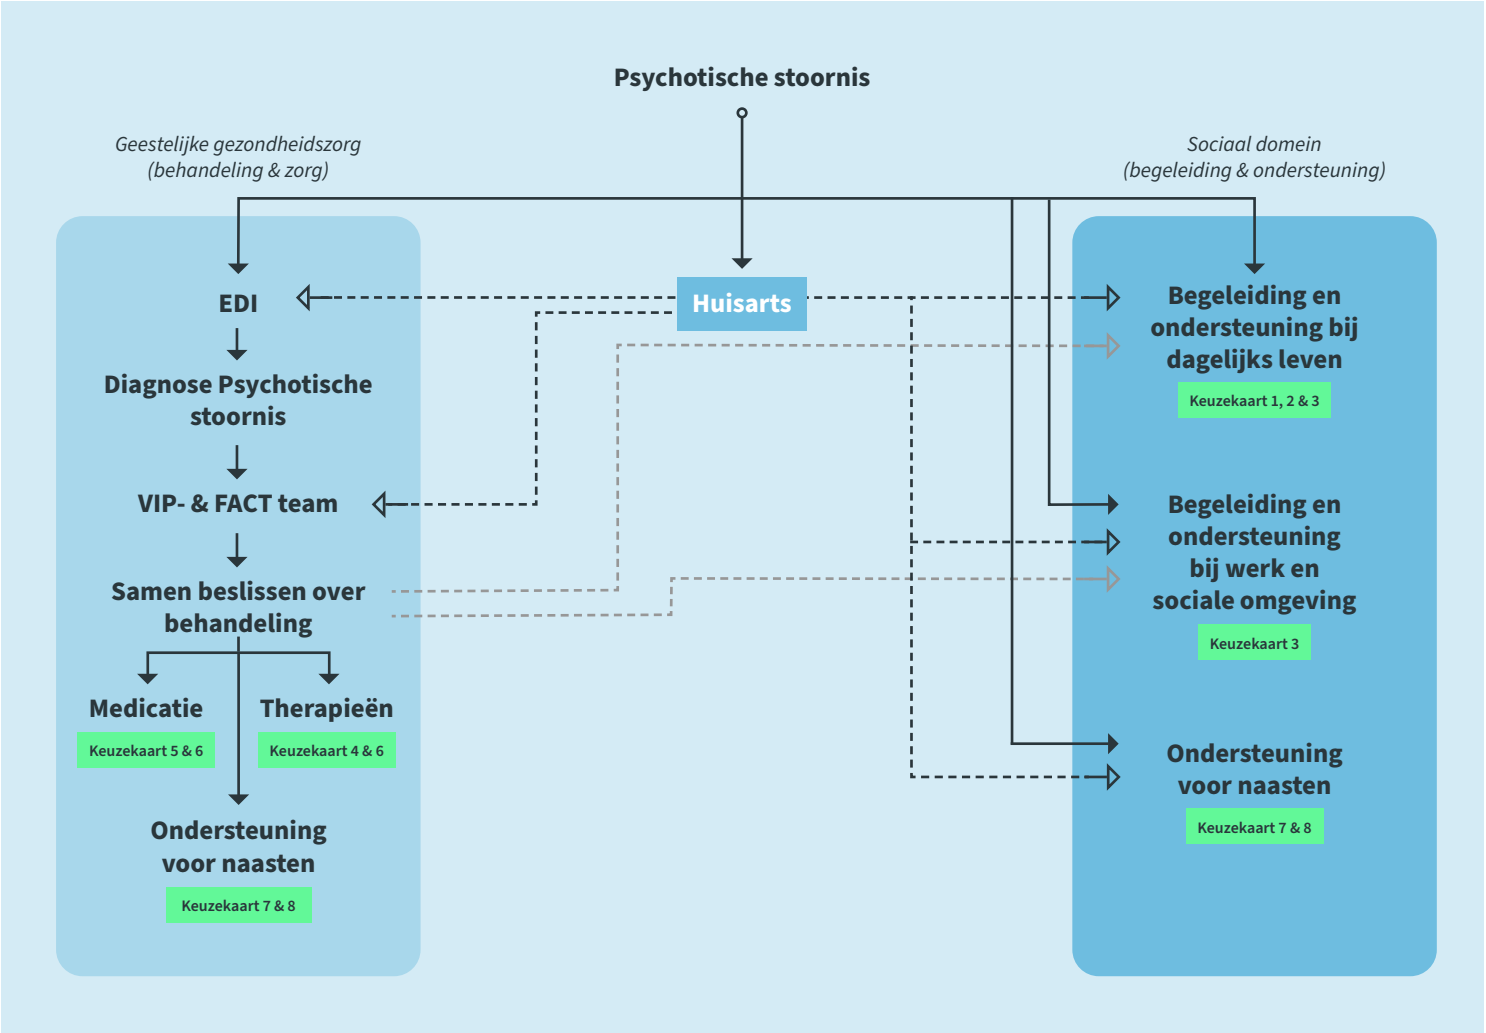 Psychotische stoornis
Geestelijke gezondheidszorg
(behandeling & zorg)
Sociaal domein
(begeleiding & ondersteuning)
EDI
Diagnose Psychotische
stoornis
VIP- & FACT team
Samen beslissen over
behandeling
Medicatie
Keuzekaart 5 & 6
Therapieën
Keuzekaart 4 & 6
Ondersteuning
voor naasten
Keuzekaart 7 & 8
Huisarts
Begeleiding en
ondersteuning bij
dagelijks leven
Keuzekaart 1, 2 & 3
Begeleiding en
ondersteuning
bij werk en
sociale omgeving
Keuzekaart 3
Ondersteuning
voor naasten
Keuzekaart 7 & 8